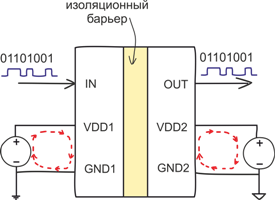 изоляционный
барьер
01101001
01101001
IN
OUT
VDD1
VDD2
GND1
GND2